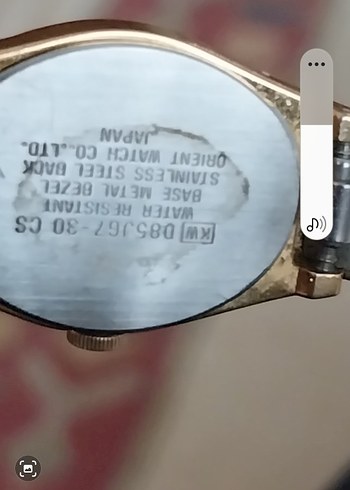 KW D85J67-30 CS
WATER RESISTANT
BASE METAL BEZEL
STAINLESS STEEL BACK
ORIENT WATCH CO.,LTD.
JAPAN